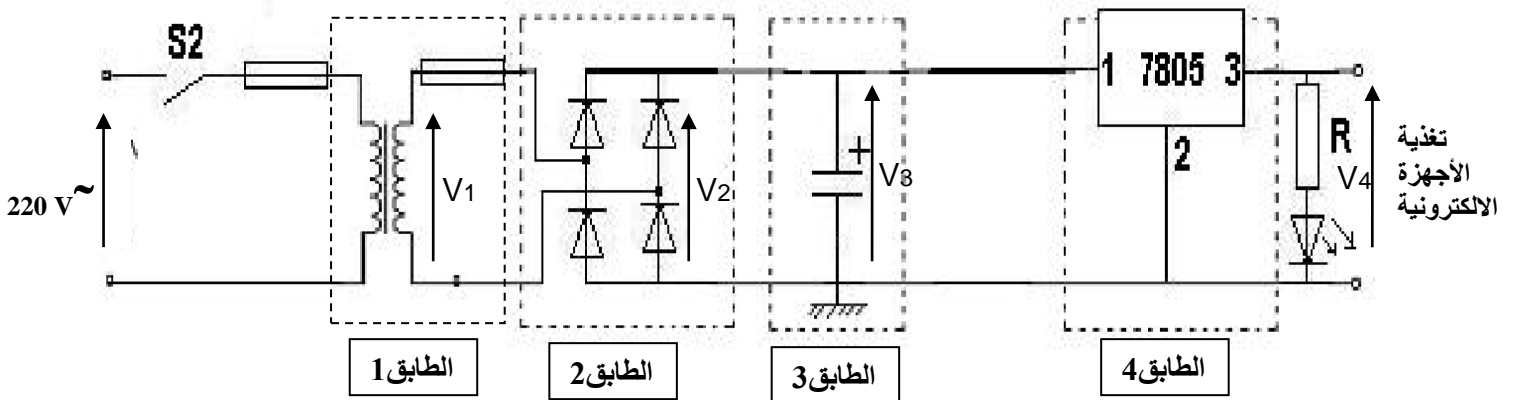 S2
220 V ~
V1
V2
+
V3
1 7805 3
2
R
V4
تغذية
الأجهزة
الالكترونية
الطابق1
الطابق2
الطابق3
الطابق4